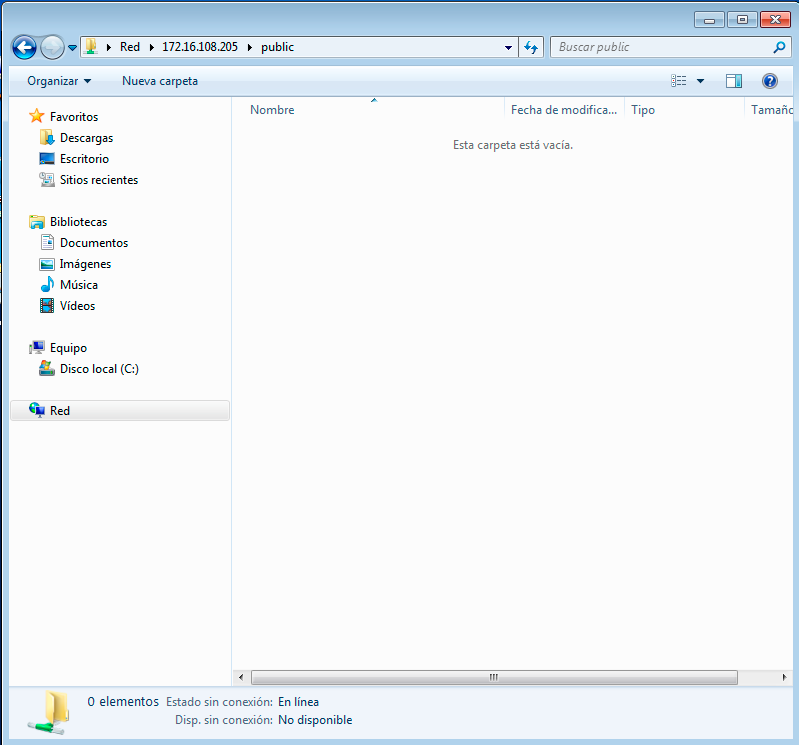 Red 172.16.108.205 public
Buscar public
Organizar Nueva carpeta
Favoritos
Descargas
Escritorio
Sitios recientes
Bibliotecas
Documentos
Imágenes
Música
Vídeos
Equipo
Disco local (C:)
Red
Nombre Fecha de modifica... Tipo Tamaño
Esta carpeta está vacía.
0 elementos Estado sin conexión: En línea
Disp. sin conexión: No disponible